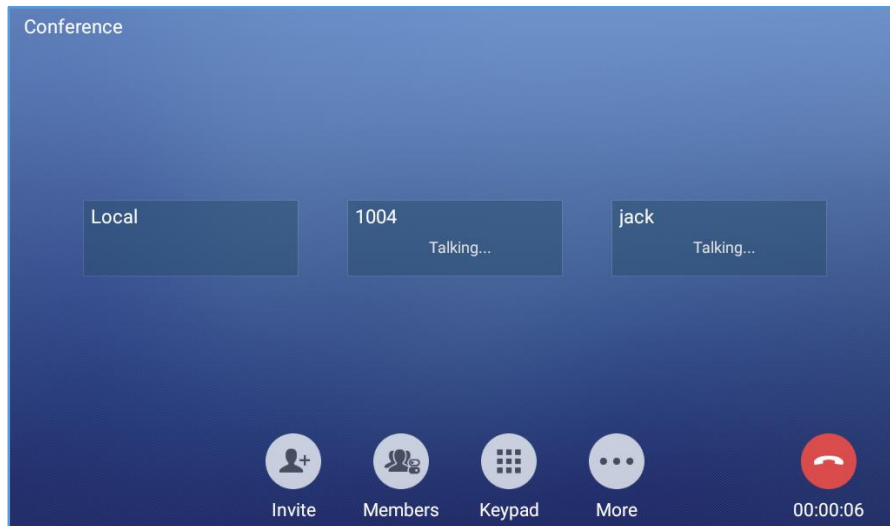 Conference
Local
1004
Talking...
jack
Talking...
Invite
Members
Keypad
More
00:00:06